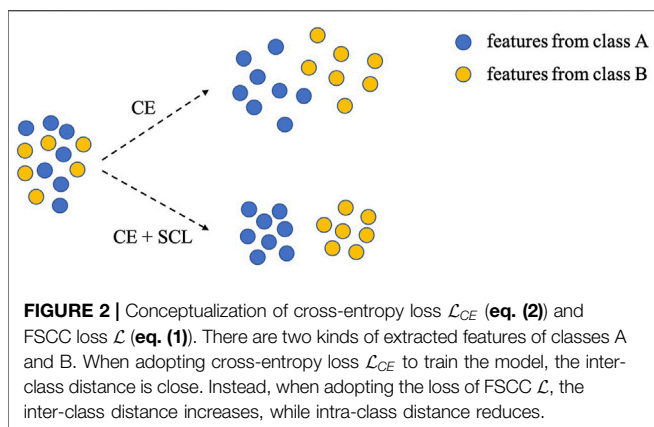 features from class A
features from class B
CE
CE + SCL
FIGURE 2 | Conceptualization of cross-entropy loss ℒCE (eq. (2)) and
FSCC loss ℒ (eq. (1)). There are two kinds of extracted features of classes A
and B. When adopting cross-entropy loss ℒCE to train the model, the inter-
class distance is close. Instead, when adopting the loss of FSCC ℒ, the
inter-class distance increases, while intra-class distance reduces.